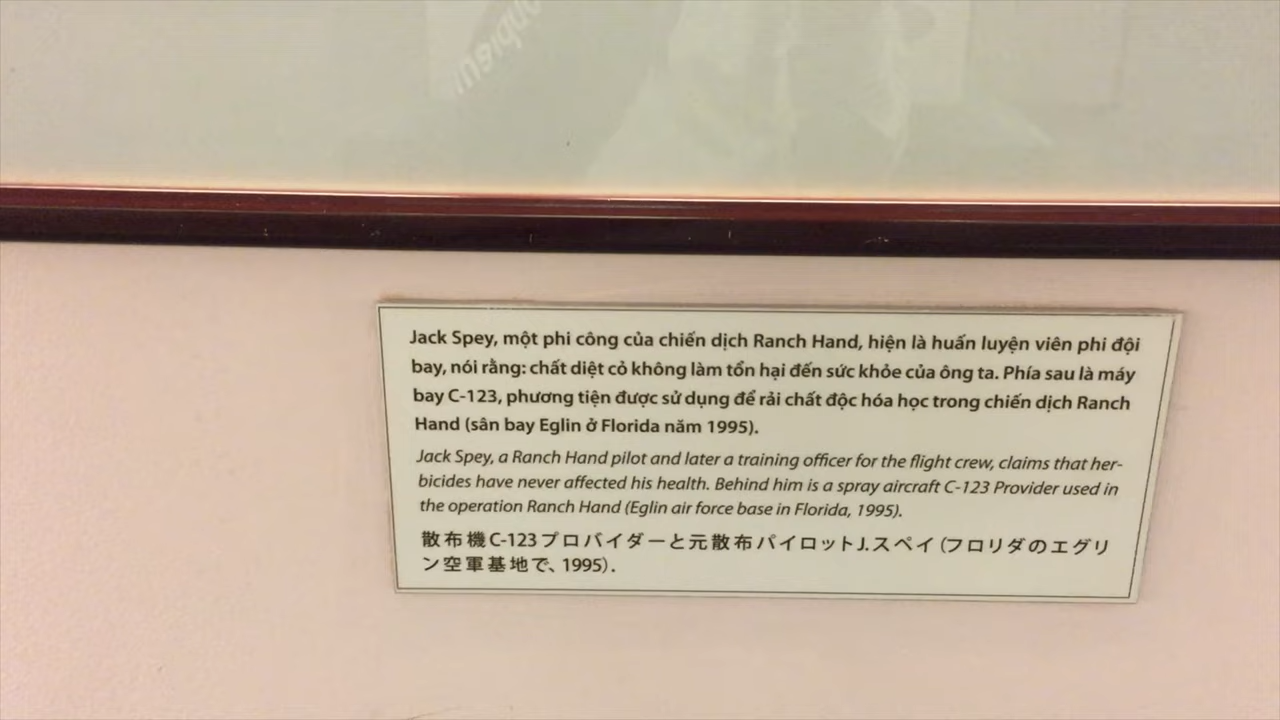 Jack Spey, một phi công của chiến dịch Ranch Hand, hiện là huấn luyện viên phi đội
bay, nói rằng: chất diệt cỏ không làm tổn hại đến sức khỏe của ông ta. Phía sau là máy
bay C-123, phương tiện được sử dụng để rải chất độc hóa học trong chiến dịch Ranch
Hand (sân bay Eglin ở Florida năm 1995).
Jack Spey, a Ranch Hand pilot and later a training officer for the flight crew, claims that her-
bicides have never affected his health. Behind him is a spray aircraft C-123 Provider used in
the operation Ranch Hand (Eglin air force base in Florida, 1995).
散布機C-123プロバイダーと元散布パイロットJ.スペイ(フロリダのエグリ
ン空軍基地で、1995).